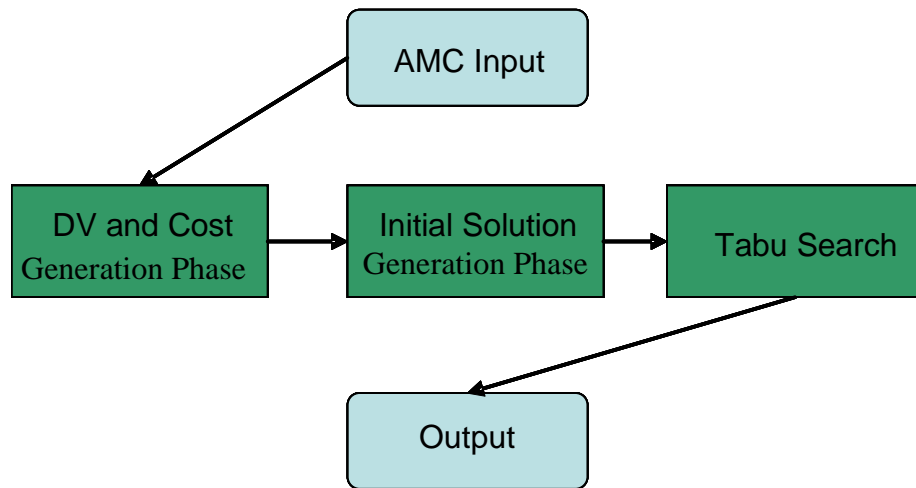 AMC Input
DV and Cost
Generation Phase
Initial Solution
Generation Phase
Tabu Search
Output